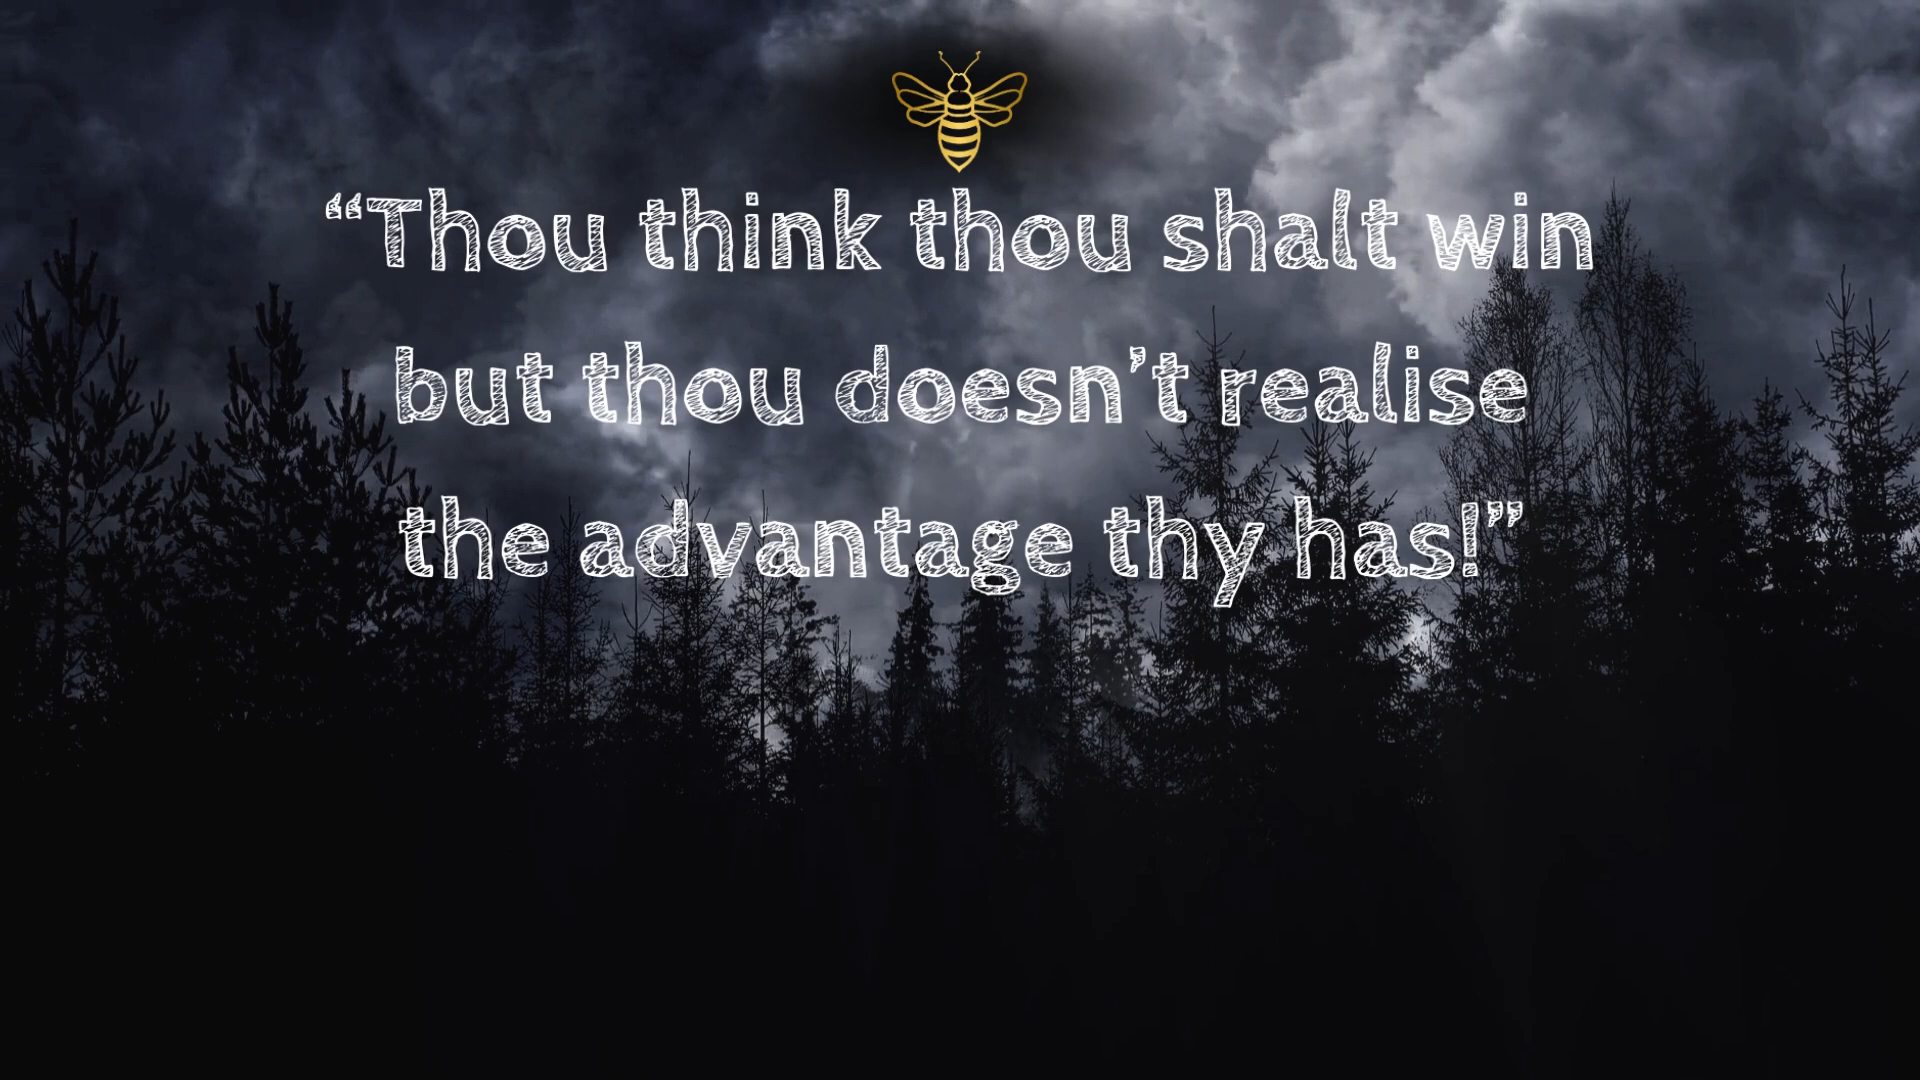 “Thou think thou shalt win
but thou doesn’t realise
the advantage thy has!”